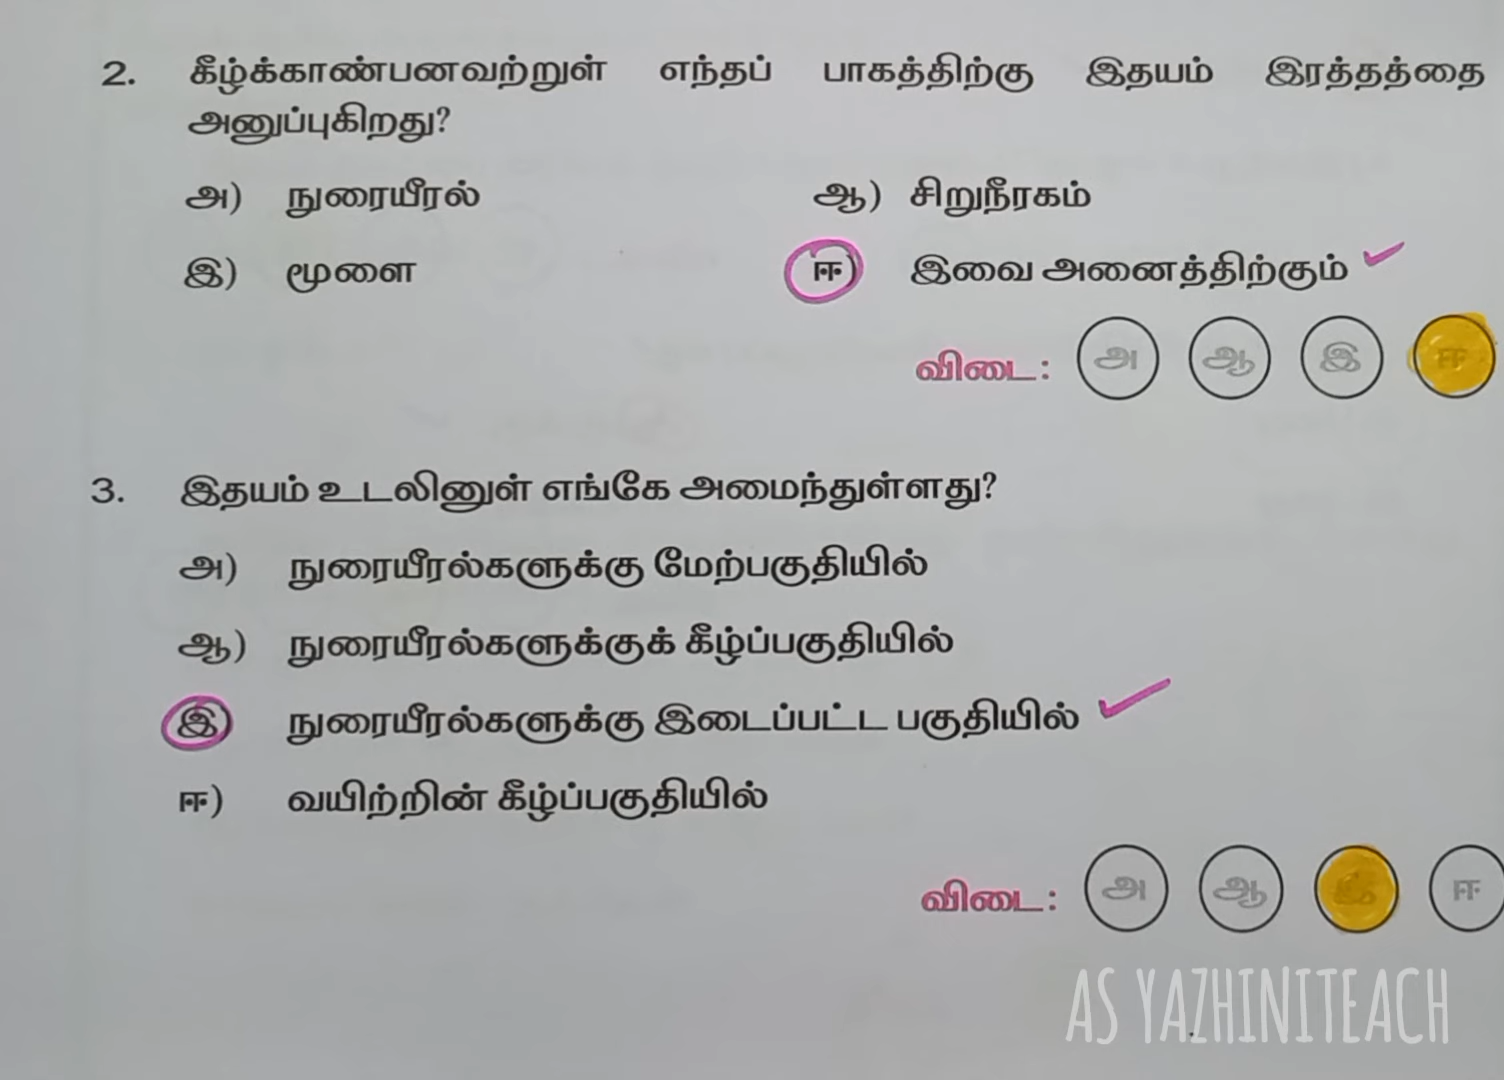 2. கீழ்க்காண்பனவற்றுள் எந்தப் பாகத்திற்கு இதயம் இரத்தத்தை
அனுப்புகிறது?
அ) நுரையீரல் ஆ) சிறுநீரகம்
இ) மூளை ஈ) இவை அனைத்திற்கும்
விடை: அ ஆ இ ஈ
3. இதயம் உடலினுள் எங்கே அமைந்துள்ளது?
அ) நுரையீரல்களுக்கு மேற்பகுதியில்
ஆ) நுரையீரல்களுக்குக் கீழ்ப்பகுதியில்
இ) நுரையீரல்களுக்கு இடைப்பட்ட பகுதியில்
ஈ) வயிற்றின் கீழ்ப்பகுதியில்
விடை: அ ஆ இ ஈ
AS YAZHINITEACH